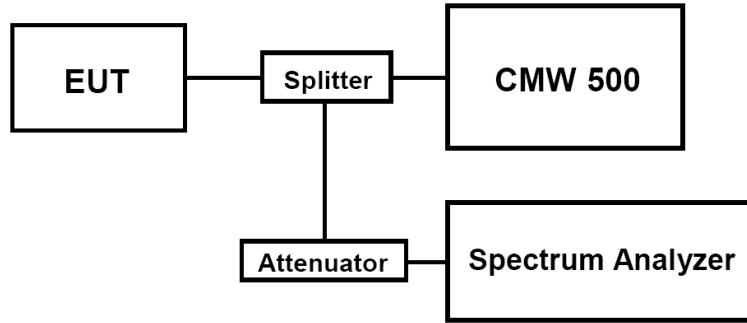 EUT
Splitter
CMW 500
Attenuator
Spectrum Analyzer